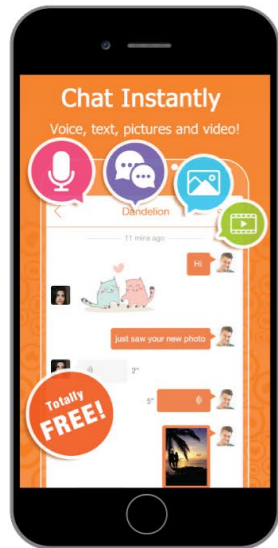 Chat Instantly
Voice, text, pictures and video!
Dandelion
11 mins ago
Hi
just saw your new photo
2"
5"
Totally
FREE!